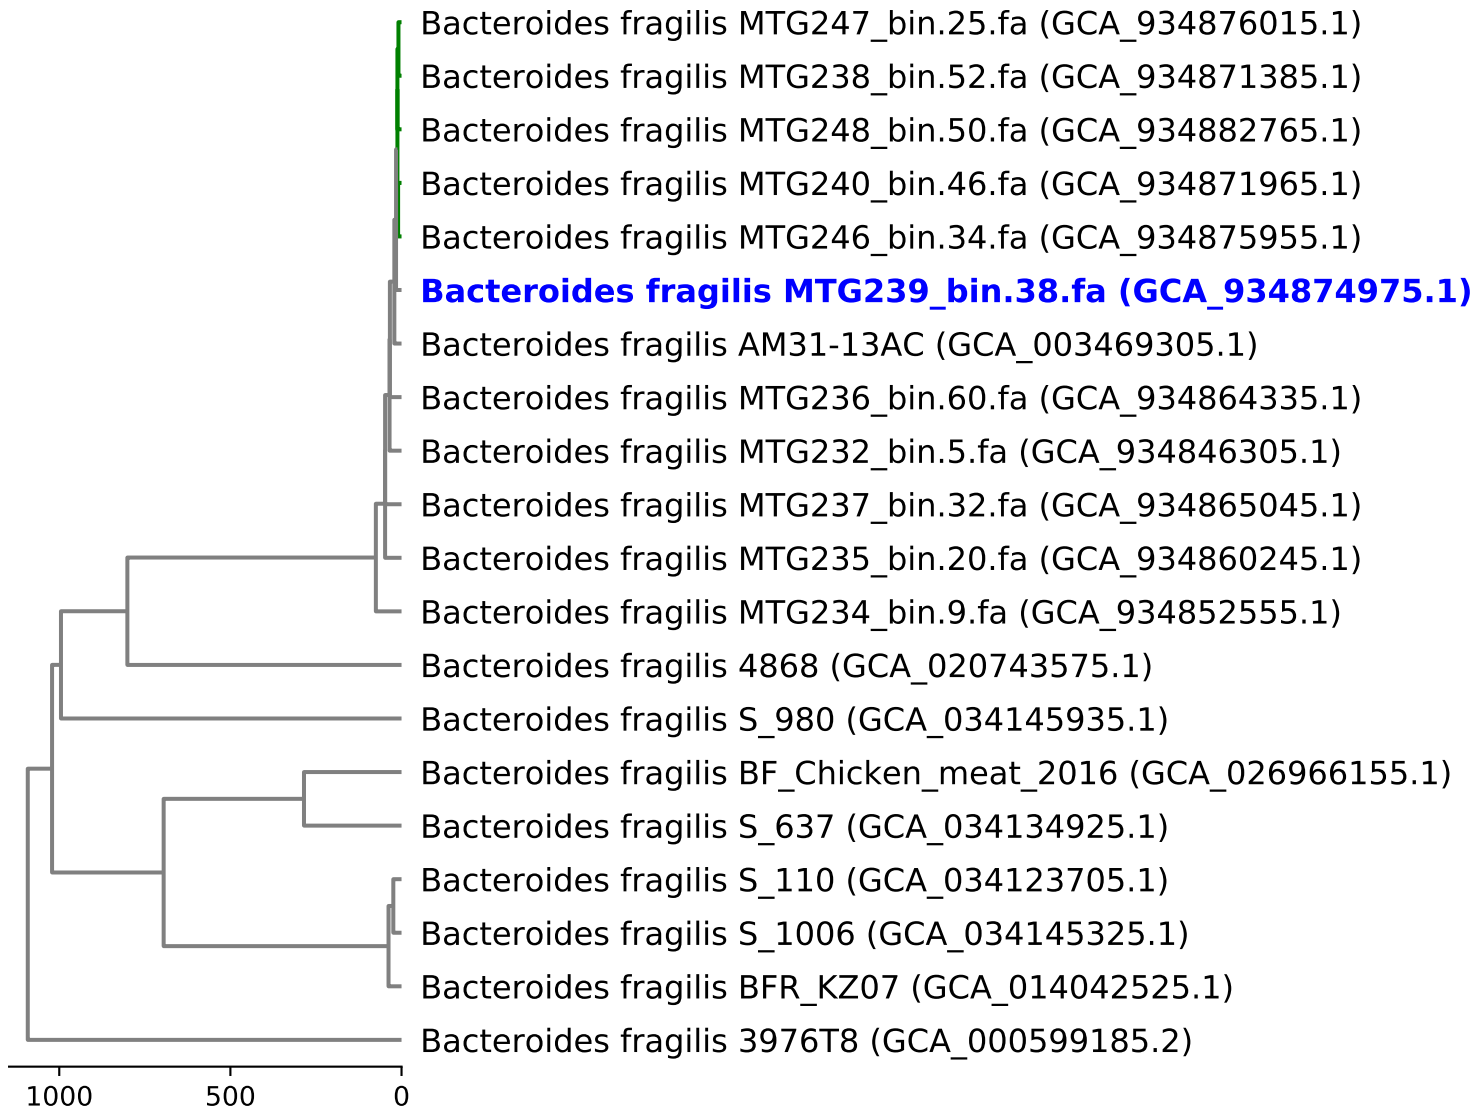 Bacteroides fragilis MTG247_bin.25.fa (GCA_934876015.1)
Bacteroides fragilis MTG238_bin.52.fa (GCA_934871385.1)
Bacteroides fragilis MTG248_bin.50.fa (GCA_934882765.1)
Bacteroides fragilis MTG240_bin.46.fa (GCA_934871965.1)
Bacteroides fragilis MTG246_bin.34.fa (GCA_934875955.1)
Bacteroides fragilis MTG239_bin.38.fa (GCA_934874975.1)
Bacteroides fragilis AM31-13AC (GCA_003469305.1)
Bacteroides fragilis MTG236_bin.60.fa (GCA_934864335.1)
Bacteroides fragilis MTG232_bin.5.fa (GCA_934846305.1)
Bacteroides fragilis MTG237_bin.32.fa (GCA_934865045.1)
Bacteroides fragilis MTG235_bin.20.fa (GCA_934860245.1)
Bacteroides fragilis MTG234_bin.9.fa (GCA_934852555.1)
Bacteroides fragilis 4868 (GCA_020743575.1)
Bacteroides fragilis S_980 (GCA_034145935.1)
Bacteroides fragilis BF_Chicken_meat_2016 (GCA_026966155.1)
Bacteroides fragilis S_637 (GCA_034134925.1)
Bacteroides fragilis S_110 (GCA_034123705.1)
Bacteroides fragilis S_1006 (GCA_034145325.1)
Bacteroides fragilis BFR_KZ07 (GCA_014042525.1)
Bacteroides fragilis 3976T8 (GCA_000599185.2)
1000 500 0